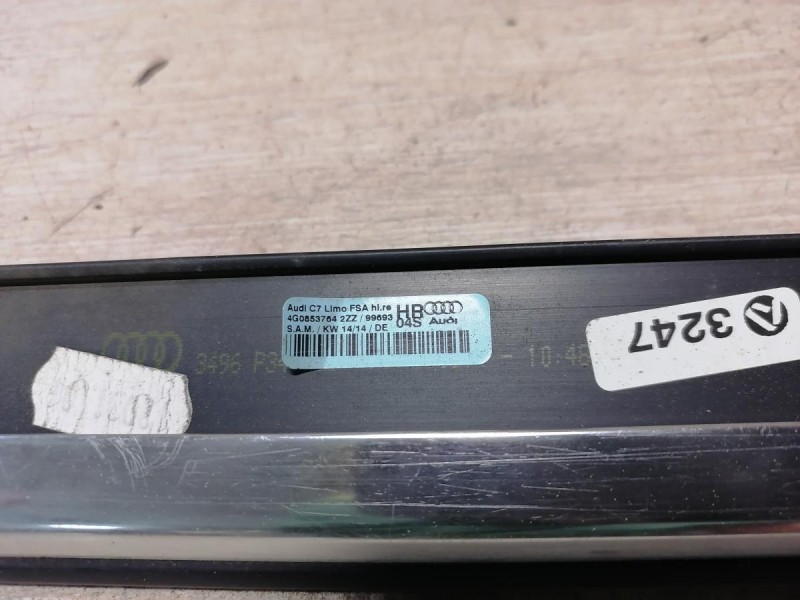 Audi C7 Limo FSA hi.re
4G0853764 2ZZ / 99693
S.A.M. / KW 14/14 / DE
HB
04S Audi
3496 P3
- 10:48
3247